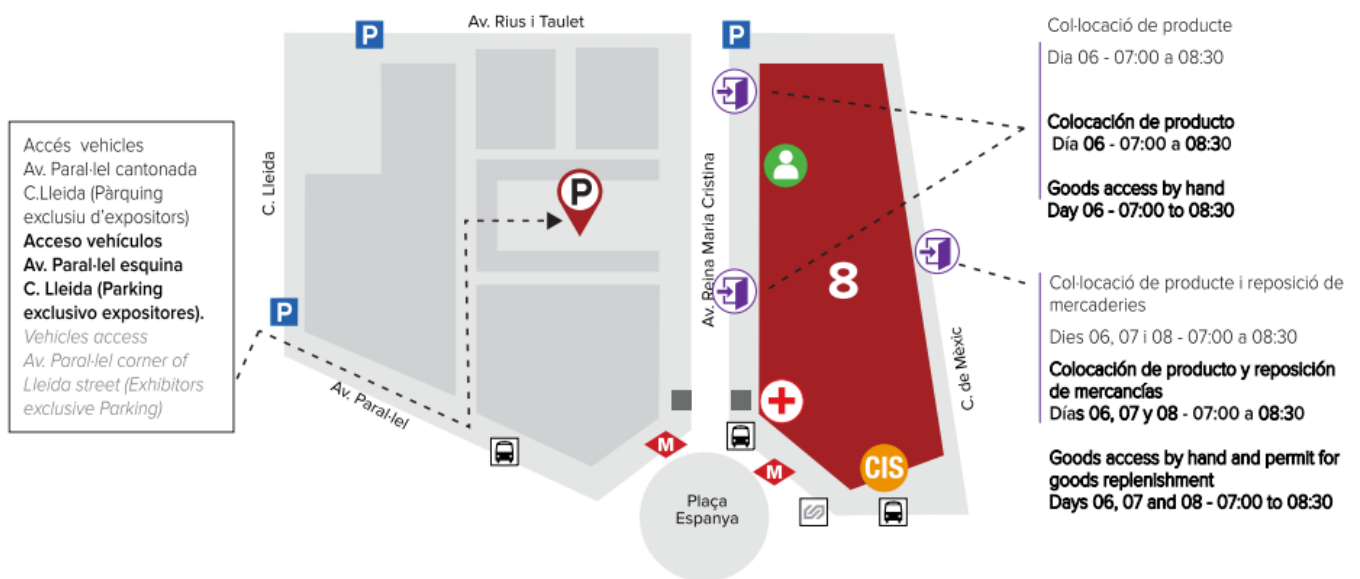 Av. Rius i Taulet
P
P
Col·locació de producte
Dia 06 - 07:00 a 08:30
Colocación de producto
Día 06 - 07:00 a 08:30
Goods access by hand
Day 06 - 07:00 to 08:30
Accés vehicles
Av. Paral·lel cantonada
C.Lleida (Pàrquing
exclusiu d'expositors)
Acceso vehículos
Av. Paral·lel esquina
C. Lleida (Parking
exclusivo expositores).
Vehicles access
Av. Paral·lel corner of
Lleida street (Exhibitors
exclusive Parking)
C. Lleida
P
P
Av. Paral·lel
Av. Reina Maria Cristina
8
C. de Mèxic
Col·locació de producte i reposició de
mercaderies
Dies 06, 07 i 08 - 07:00 a 08:30
Colocación de producto y reposición
de mercancías
Días 06, 07 y 08 - 07:00 a 08:30
Goods access by hand and permit for
goods replenishment
Days 06, 07 and 08 - 07:00 to 08:30
M
M
CIS
Plaça
Espanya